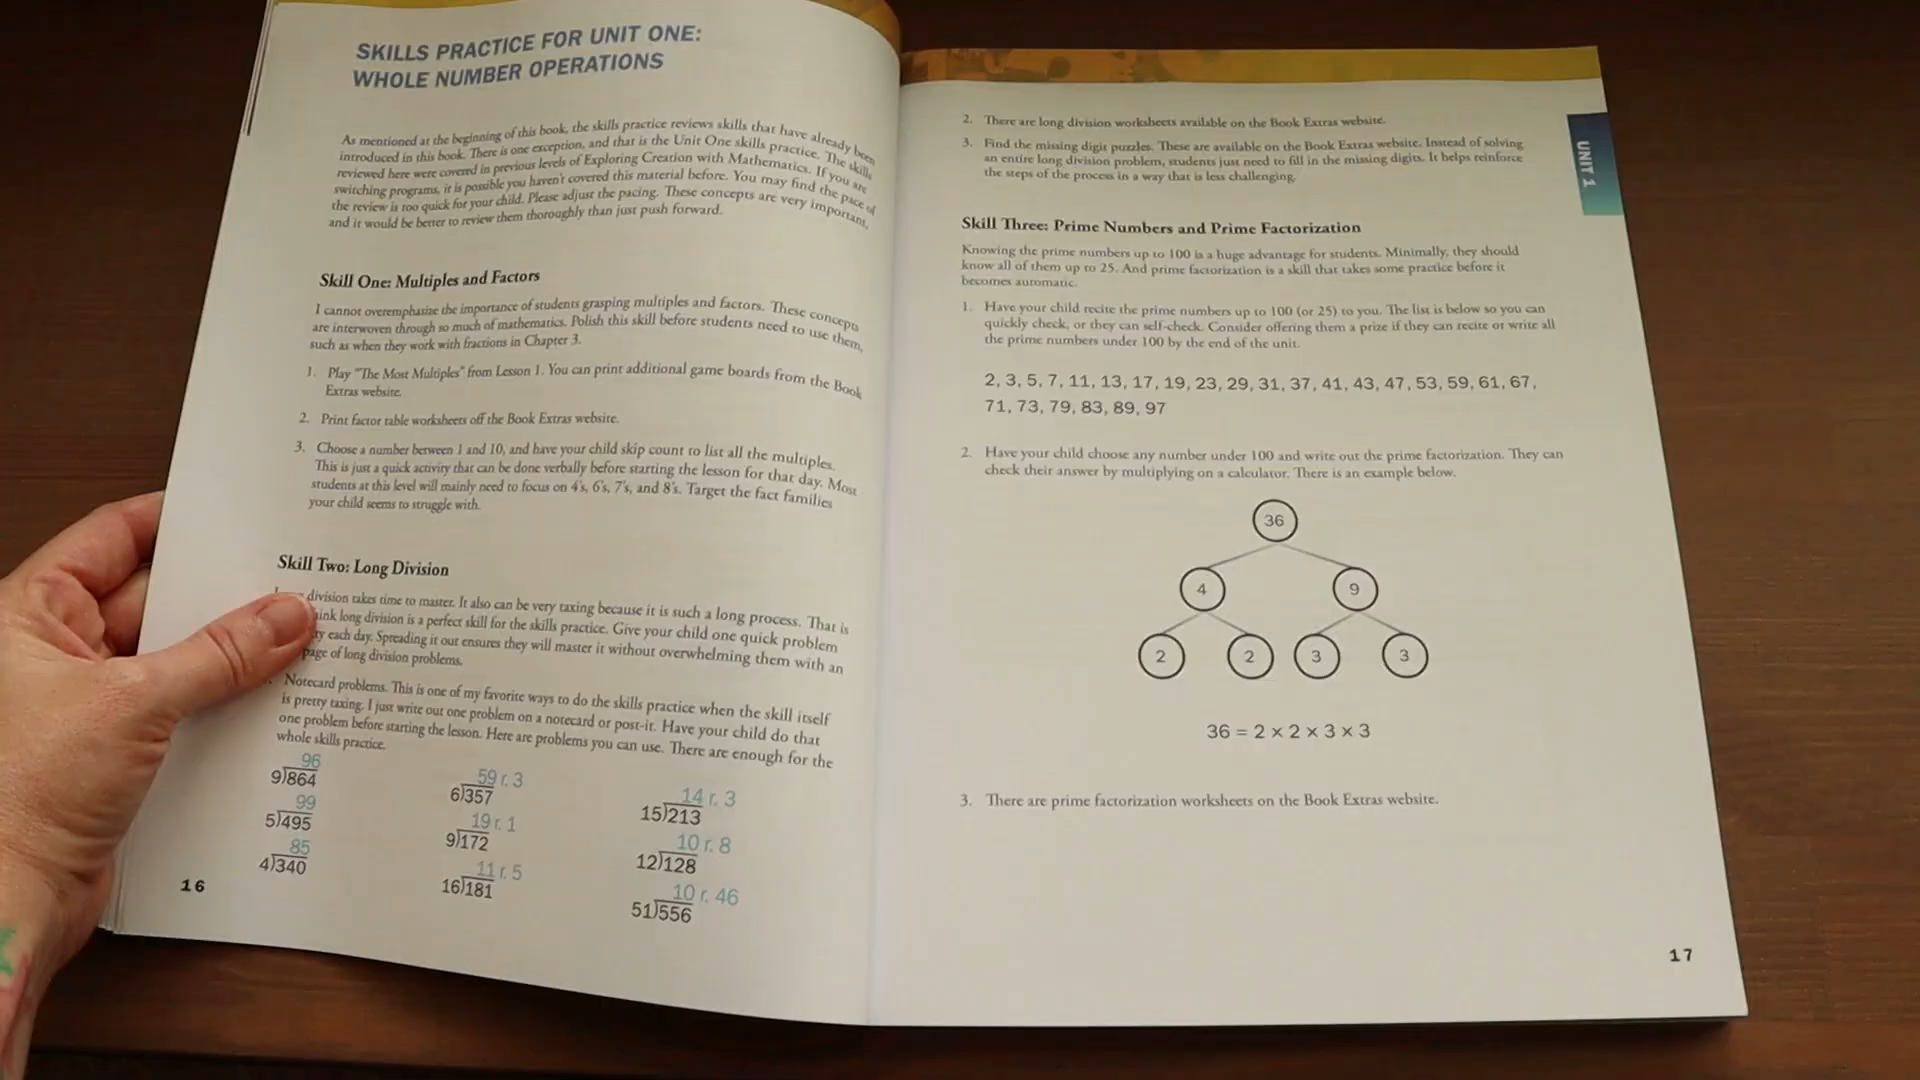 SKILLS PRACTICE FOR UNIT ONE:
WHOLE NUMBER OPERATIONS
As mentioned at the beginning of this book, the skills practice reviews skills that have already been
introduced in this book. There is one exception, and that is the Unit One skills practice. The skills
reviewed here were covered in previous levels of Exploring Creation with Mathematics. If you are
switching programs, it is possible you haven't covered this material before. You may find the pace of
the review is too quick for your child. Please adjust the pacing. These concepts are very important,
and it would be better to review them thoroughly than just push forward.
Skill One: Multiples and Factors
I cannot overemphasize the importance of students grasping multiples and factors. These concepts
are interwoven through so much of mathematics. Polish this skill before students need to use them,
such as when they work with fractions in Chapter 3.
1. Play "The Most Multiples" from Lesson 1. You can print additional game boards from the Book
Extras website.
2. Print factor table worksheets off the Book Extras website.
3. Choose a number between 1 and 10, and have your child skip count to list all the multiples.
This is just a quick activity that can be done verbally before starting the lesson for that day. Most
students at this level will mainly need to focus on 4's, 6's, 7's, and 8's. Target the fact families
your child seems to struggle with.
Skill Two: Long Division
division takes time to master. It also can be very taxing because it is such a long process. That is
long division is a perfect skill for the skills practice. Give your child one quick problem
each day. Spreading it out ensures they will master it without overwhelming them with an
page of long division problems.
Notecard problems. This is one of my favorite ways to do the skills practice when the skill itself
is pretty taxing. I just write out one problem on a notecard or post-it. Have your child do that
one problem before starting the lesson. Here are problems you can use. There are enough for the
whole skills practice.
96 59 r. 3 14 r. 3
9)864 6)357 15)213
99 19 r. 1 10 r. 8
5)495 9)172 12)128
85 11 r. 5 10 r. 46
4)340 16)181 51)556
16
2. There are long division worksheets available on the Book Extras website.
3. Find the missing digit puzzles. These are available on the Book Extras website. Instead of solving
an entire long division problem, students just need to fill in the missing digits. It helps reinforce
the steps of the process in a way that is less challenging.
UNIT 1
Skill Three: Prime Numbers and Prime Factorization
Knowing the prime numbers up to 100 is a huge advantage for students. Minimally, they should
know all of them up to 25. And prime factorization is a skill that takes some practice before it
becomes automatic.
1. Have your child recite the prime numbers up to 100 (or 25) to you. The list is below so you can
quickly check, or they can self-check. Consider offering them a prize if they can recite or write all
the prime numbers under 100 by the end of the unit.
2, 3, 5, 7, 11, 13, 17, 19, 23, 29, 31, 37, 41, 43, 47, 53, 59, 61, 67,
71, 73, 79, 83, 89, 97
2. Have your child choose any number under 100 and write out the prime factorization. They can
check their answer by multiplying on a calculator. There is an example below.
36
4 9
2 2 3 3
36 = 2 x 2 x 3 x 3
3. There are prime factorization worksheets on the Book Extras website.
17